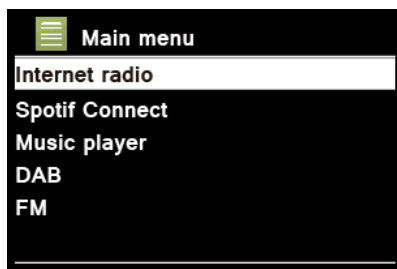 Main menu
Internet radio
Spotif Connect
Music player
DAB
FM